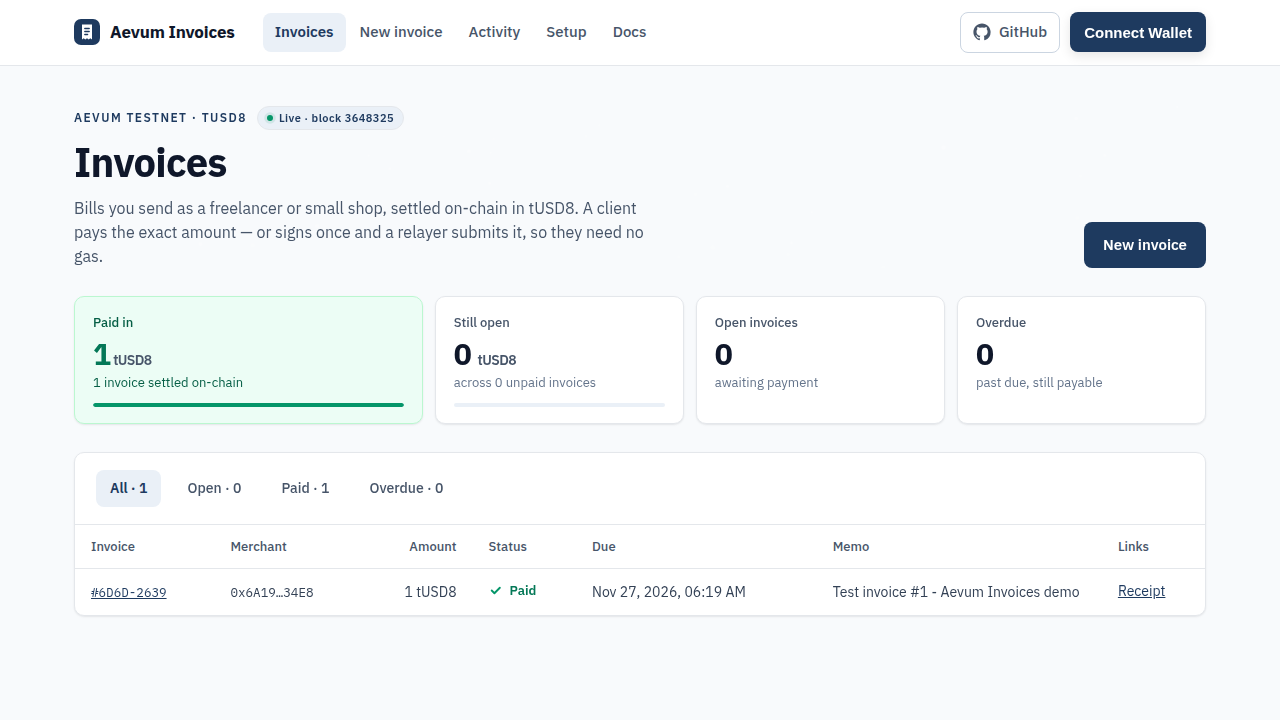 Aevum Invoices
Invoices
New invoice
Activity
Setup
Docs
GitHub
Connect Wallet
AEVUM TESTNET · TUSD8
Live · block 3648325
Invoices
Bills you send as a freelancer or small shop, settled on-chain in tUSD8. A client
pays the exact amount — or signs once and a relayer submits it, so they need no
gas.
New invoice
Paid in
1 tUSD8
1 invoice settled on-chain
Still open
0 tUSD8
across 0 unpaid invoices
Open invoices
0
awaiting payment
Overdue
0
past due, still payable
All · 1
Open · 0
Paid · 1
Overdue · 0
Invoice Merchant Amount Status Due Memo Links
#6D6D-2639 0x6A19…34E8 1 tUSD8 Paid Nov 27, 2026, 06:19 AM Test invoice #1 - Aevum Invoices demo Receipt